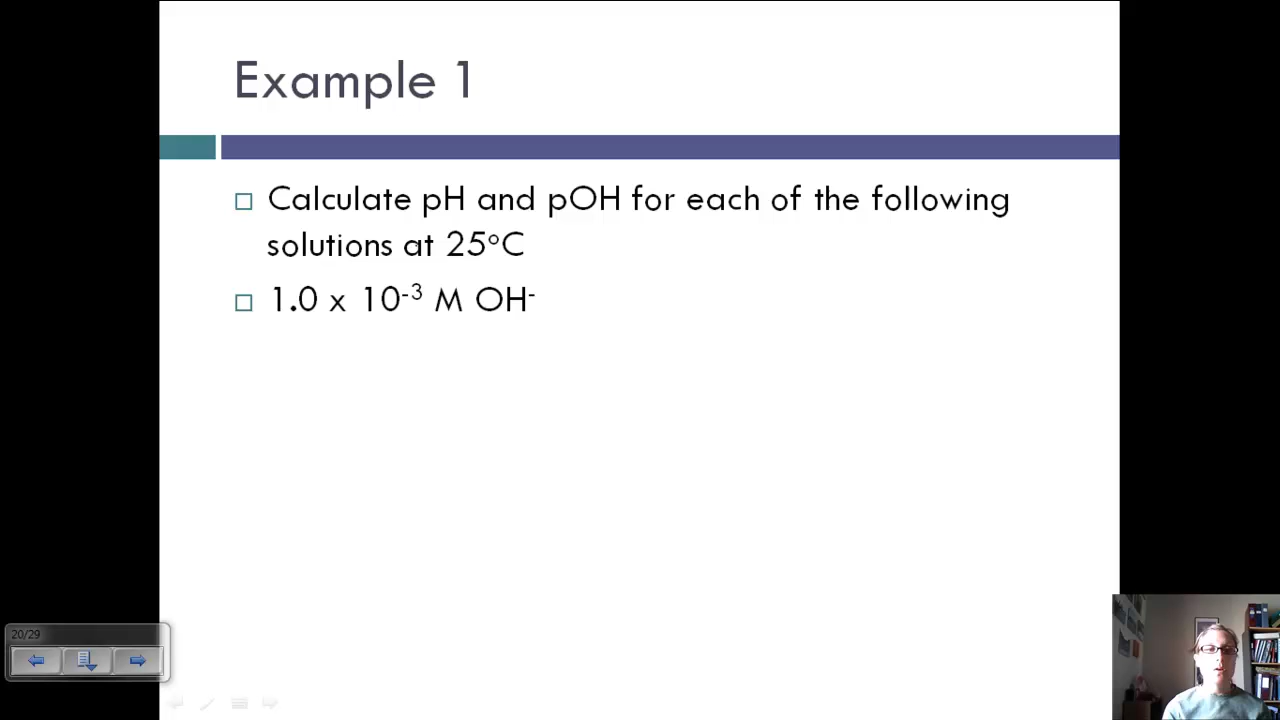 Example 1
Calculate pH and pOH for each of the following
solutions at 25°C
1.0 x 10⁻³ M OH⁻
20/29